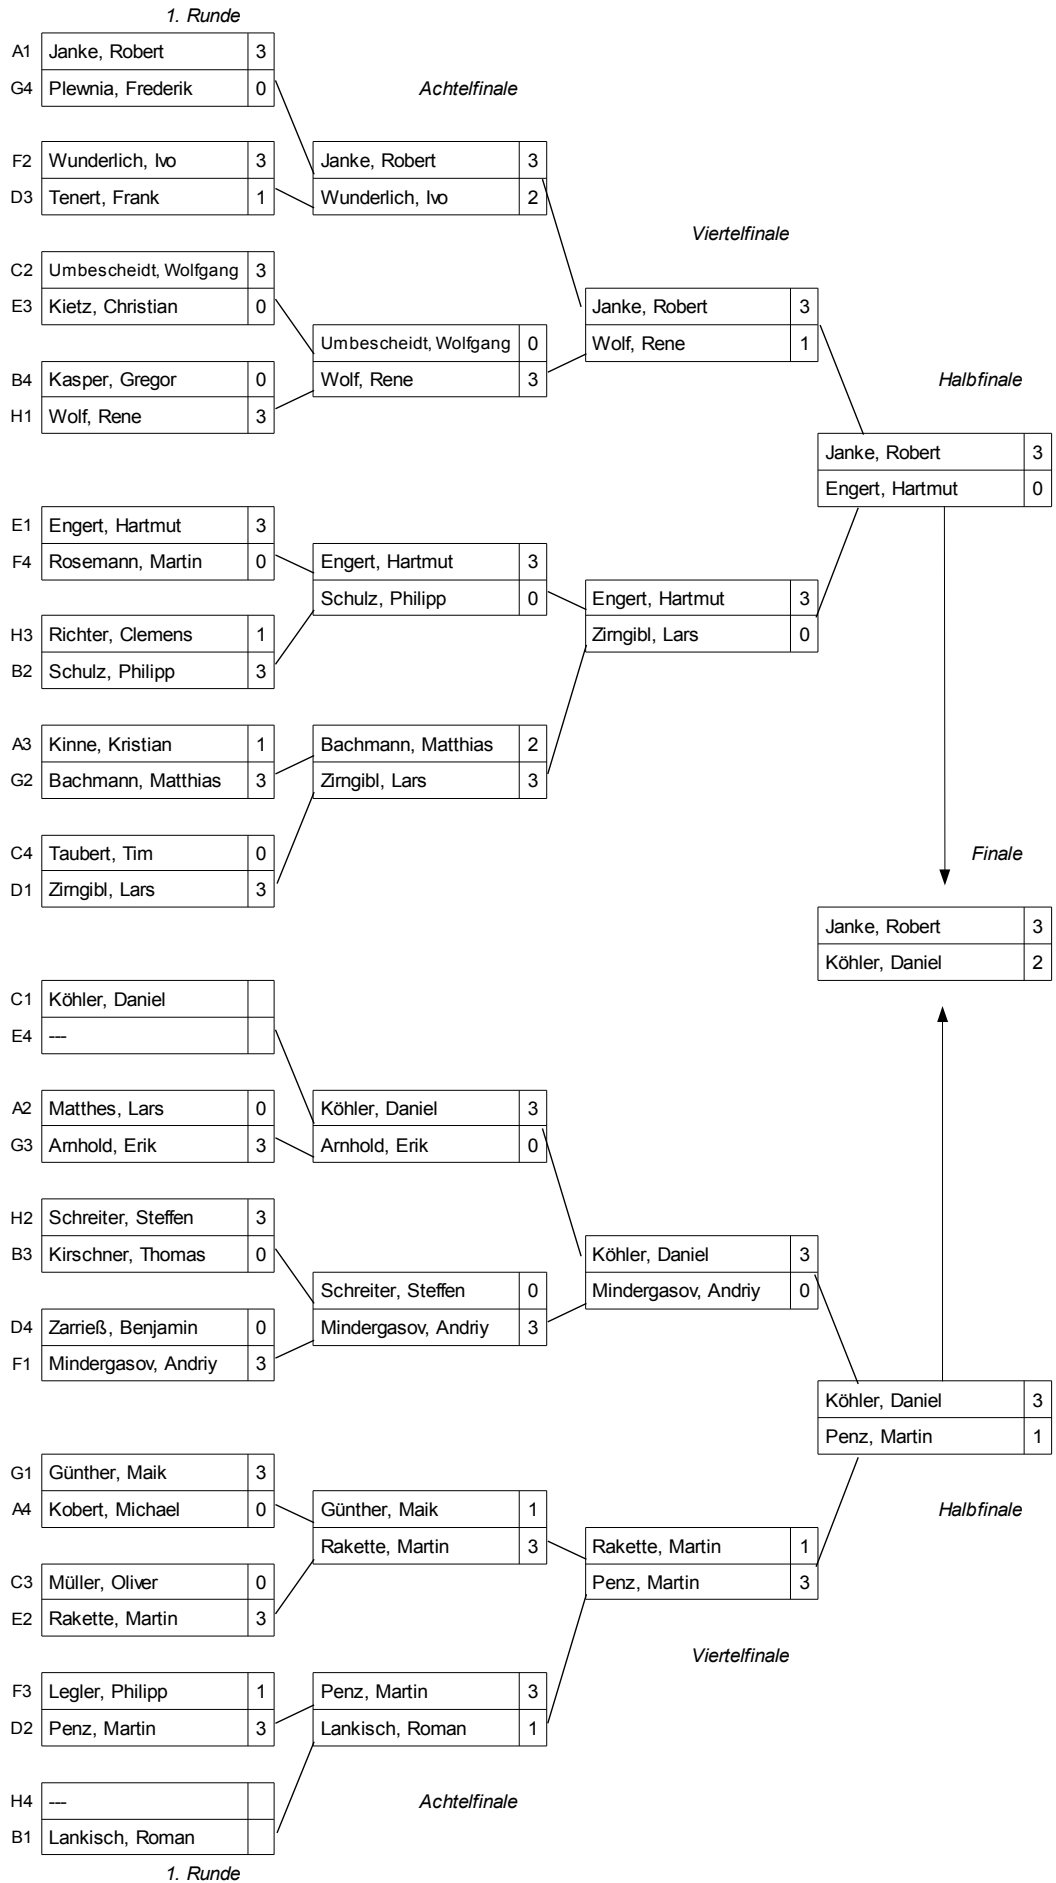 1. Runde
A1 Janke, Robert 3
G4 Plewnia, Frederik 0
Achtelfinale
F2 Wunderlich, Ivo 3
Janke, Robert 3
D3 Tenert, Frank 1
Wunderlich, Ivo 2
Viertelfinale
C2 Umbescheidt, Wolfgang 3
E3 Kietz, Christian 0
Janke, Robert 3
Umbescheidt, Wolfgang 0
Wolf, Rene 1
B4 Kasper, Gregor 0
Wolf, Rene 3
Halbfinale
H1 Wolf, Rene 3
Janke, Robert 3
Engert, Hartmut 0
E1 Engert, Hartmut 3
F4 Rosemann, Martin 0
Engert, Hartmut 3
Schulz, Philipp 0
Engert, Hartmut 3
H3 Richter, Clemens 1
Zirngibl, Lars 0
B2 Schulz, Philipp 3
A3 Kinne, Kristian 1
Bachmann, Matthias 2
G2 Bachmann, Matthias 3
Zirngibl, Lars 3
C4 Taubert, Tim 0
Finale
D1 Zirngibl, Lars 3
Janke, Robert 3
Köhler, Daniel 2
C1 Köhler, Daniel
E4 ---
A2 Matthes, Lars 0
Köhler, Daniel 3
G3 Arnhold, Erik 3
Arnhold, Erik 0
H2 Schreiter, Steffen 3
B3 Kirschner, Thomas 0
Köhler, Daniel 3
Schreiter, Steffen 0
Mindergasov, Andriy 0
D4 Zarrieß, Benjamin 0
Mindergasov, Andriy 3
F1 Mindergasov, Andriy 3
Köhler, Daniel 3
Penz, Martin 1
G1 Günther, Maik 3
A4 Kobert, Michael 0
Günther, Maik 1
Halbfinale
Rakette, Martin 3
Rakette, Martin 1
C3 Müller, Oliver 0
Penz, Martin 3
E2 Rakette, Martin 3
Viertelfinale
F3 Legler, Philipp 1
Penz, Martin 3
D2 Penz, Martin 3
Lankisch, Roman 1
H4 ---
Achtelfinale
B1 Lankisch, Roman
1. Runde